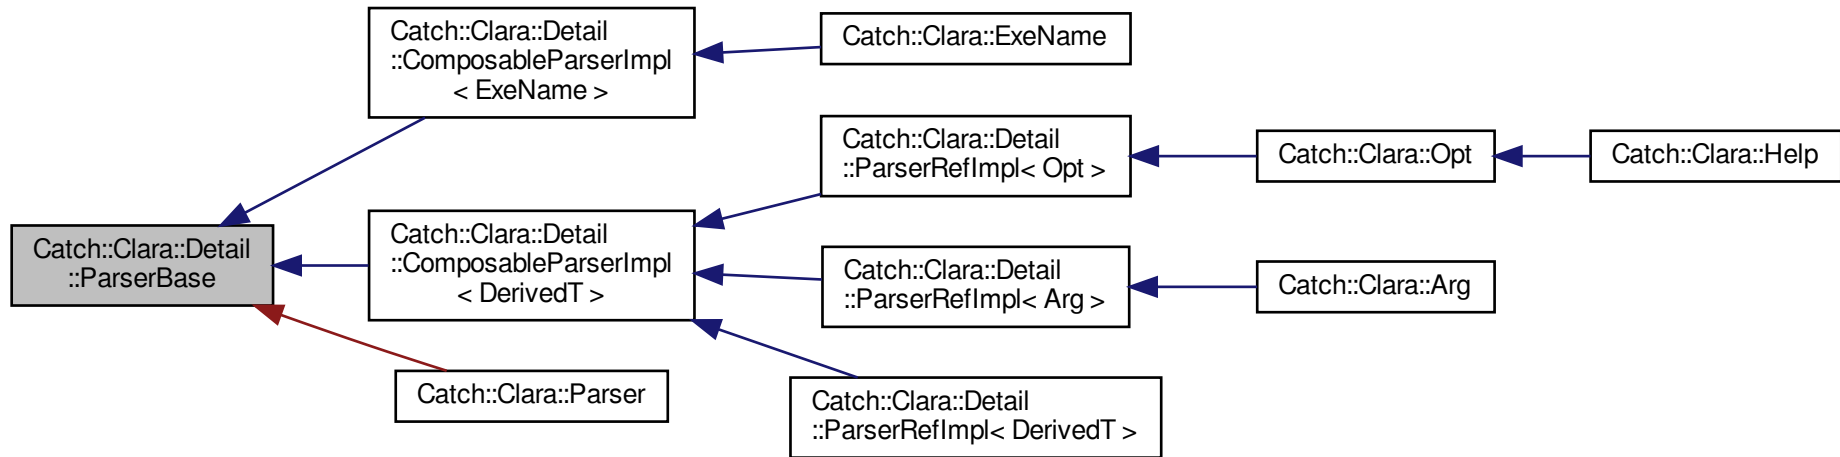 Catch::Clara::Detail
::ParserBase
Catch::Clara::Detail
::ComposableParserImpl
< ExeName >
Catch::Clara::ExeName
Catch::Clara::Detail
::ComposableParserImpl
< DerivedT >
Catch::Clara::Detail
::ParserRefImpl< Opt >
Catch::Clara::Opt
Catch::Clara::Help
Catch::Clara::Detail
::ParserRefImpl< Arg >
Catch::Clara::Arg
Catch::Clara::Detail
::ParserRefImpl< DerivedT >
Catch::Clara::Parser